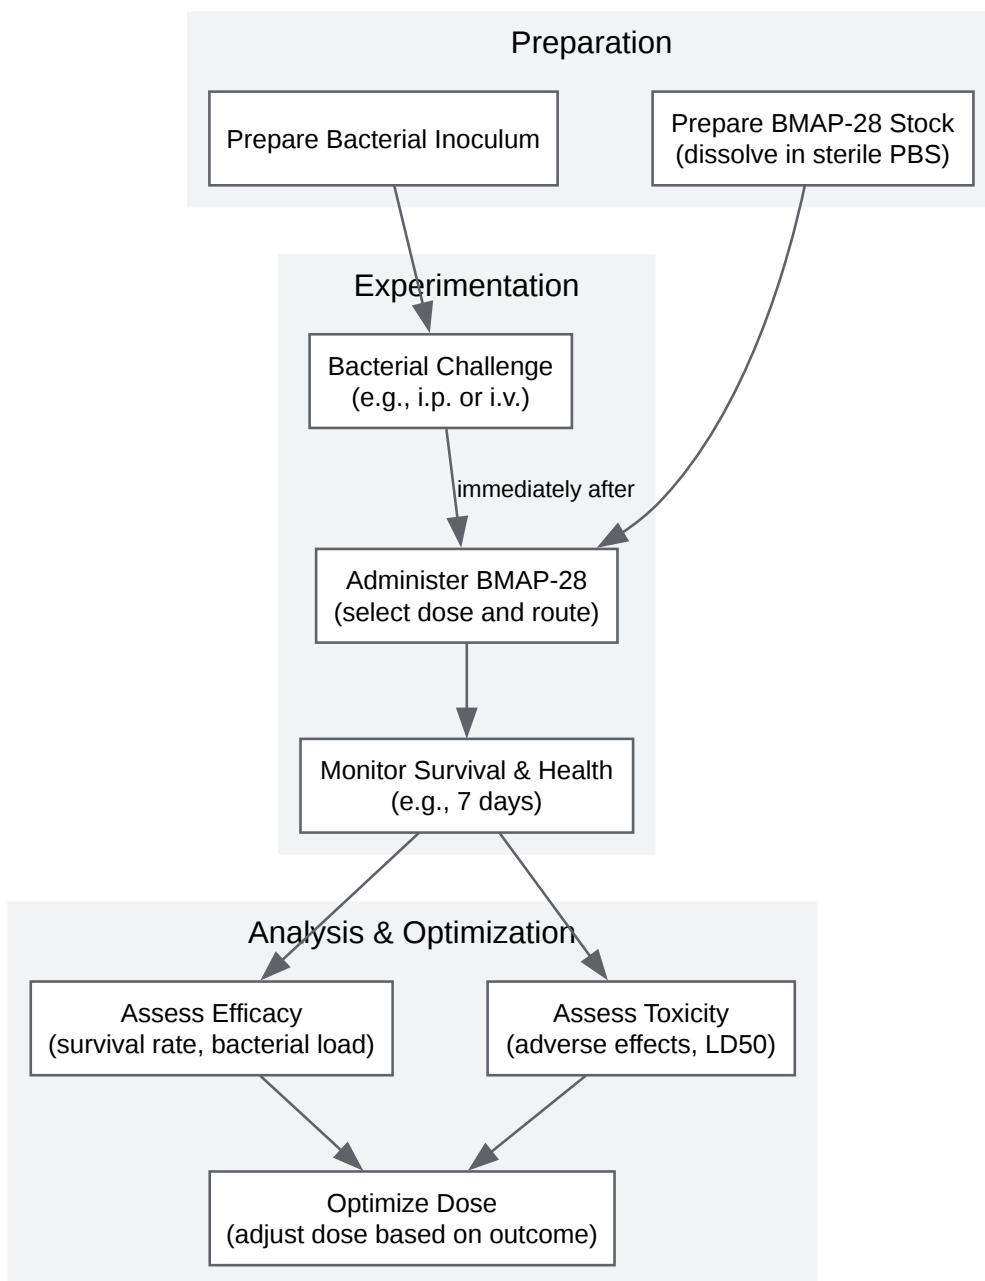 Preparation
Prepare Bacterial Inoculum
Prepare BMAP-28 Stock
(dissolve in sterile PBS)
Experimentation
Bacterial Challenge
(e.g., i.p. or i.v.)
immediately after
Administer BMAP-28
(select dose and route)
Monitor Survival & Health
(e.g., 7 days)
Analysis & Optimization
Assess Efficacy
(survival rate, bacterial load)
Assess Toxicity
(adverse effects, LD50)
Optimize Dose
(adjust dose based on outcome)